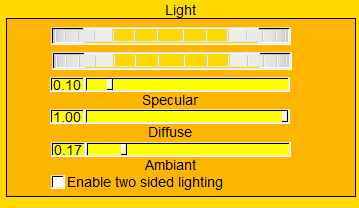 Light
0.10
Specular
1.00
Diffuse
0.17
Ambiant
Enable two sided lighting